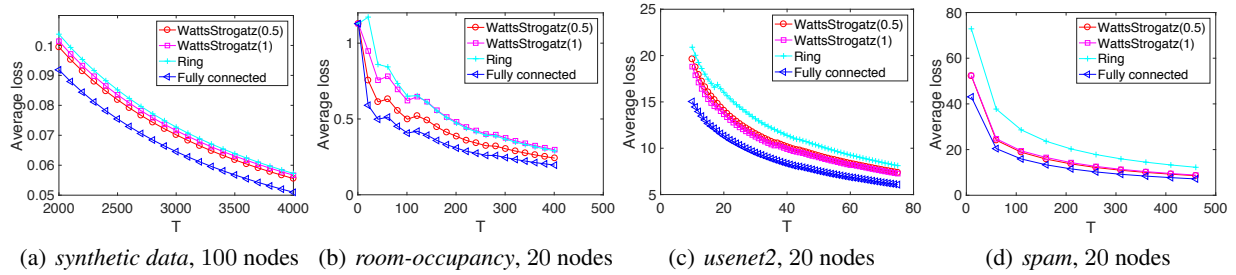 0.10
0.09
0.08
0.07
0.06
0.05
Average loss
2000 2500 3000 3500 4000
T
WattsStrogatz(0.5)
WattsStrogatz(1)
Ring
Fully connected
(a) synthetic data, 100 nodes
1
0.5
0
Average loss
0 100 200 300 400 500
T
WattsStrogatz(0.5)
WattsStrogatz(1)
Ring
Fully connected
(b) room-occupancy, 20 nodes
25
20
15
10
5
Average loss
0 20 40 60 80
T
WattsStrogatz(0.5)
WattsStrogatz(1)
Ring
Fully connected
(c) usenet2, 20 nodes
80
60
40
20
0
Average loss
0 100 200 300 400 500
T
WattsStrogatz(0.5)
WattsStrogatz(1)
Ring
Fully connected
(d) spam, 20 nodes